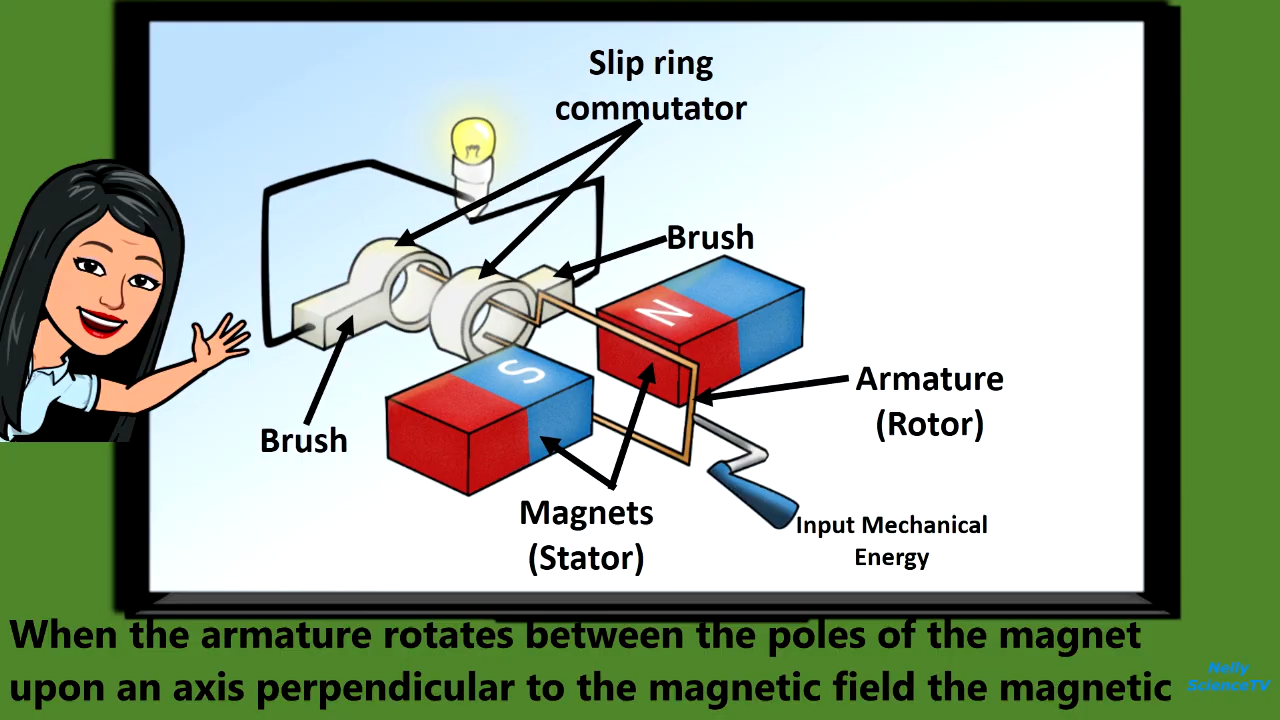 Slip ring
commutator
Brush
N
S
Armature
(Rotor)
Brush
Magnets
(Stator)
Input Mechanical
Energy
When the armature rotates between the poles of the magnet
upon an axis perpendicular to the magnetic field the magnetic
Nelly
ScienceTV